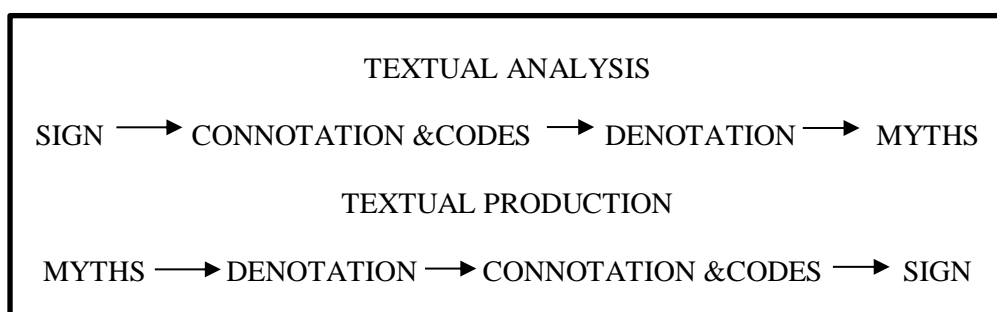 TEXTUAL ANALYSIS
SIGN → CONNOTATION &CODES → DENOTATION → MYTHS
TEXTUAL PRODUCTION
MYTHS → DENOTATION → CONNOTATION &CODES → SIGN